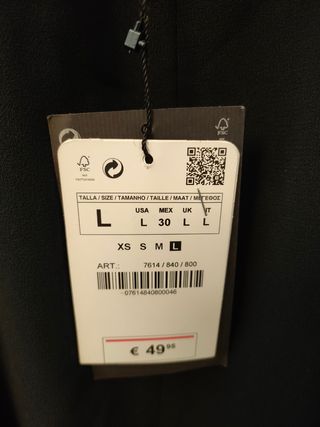 FSC
FSC
TALLA / SIZE / TAMANHO / TAILLE / MAAT / ΜΕΓΕΘΟΣ
L
USA MEX UK IT
L 30 L L
XS S M L
ART.: 7614 / 840 / 800
07614840800046
€ 49 95